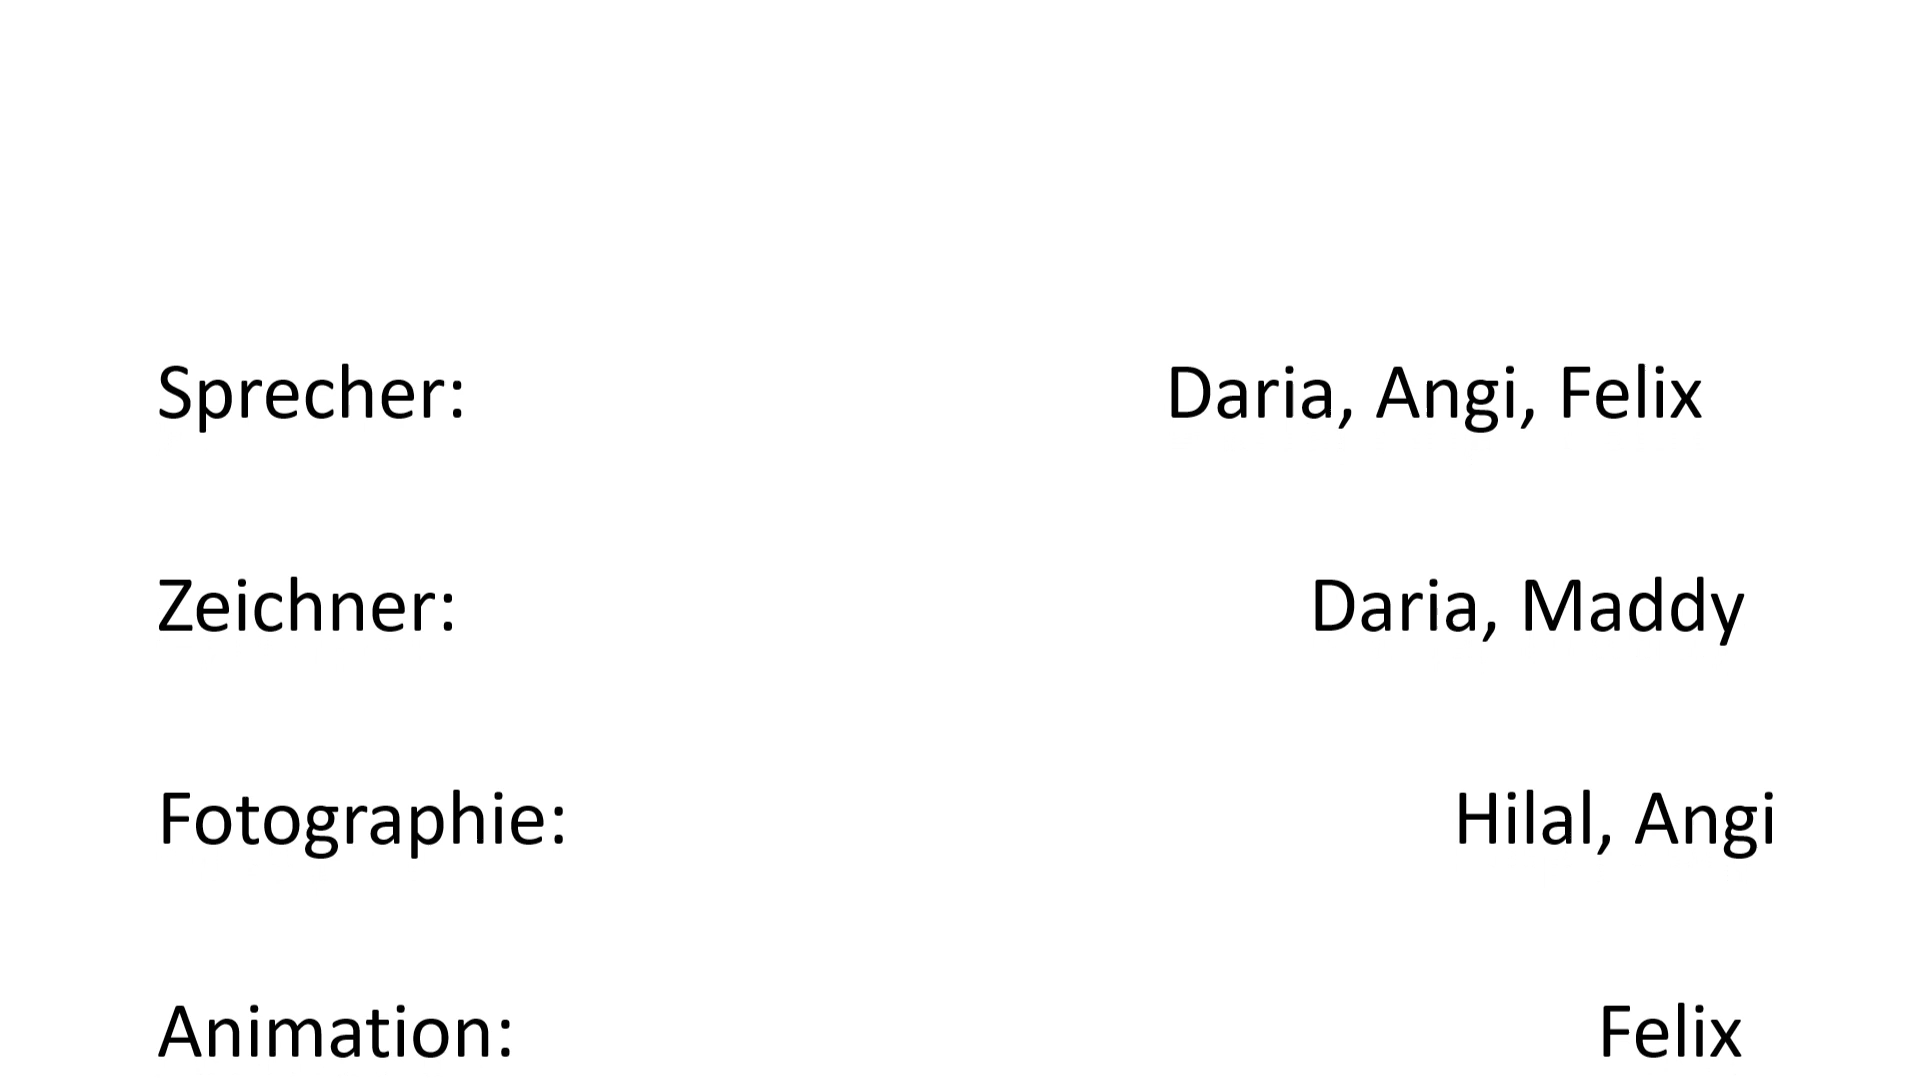 Sprecher: Daria, Angi, Felix
Zeichner: Daria, Maddy
Fotographie: Hilal, Angi
Animation: Felix